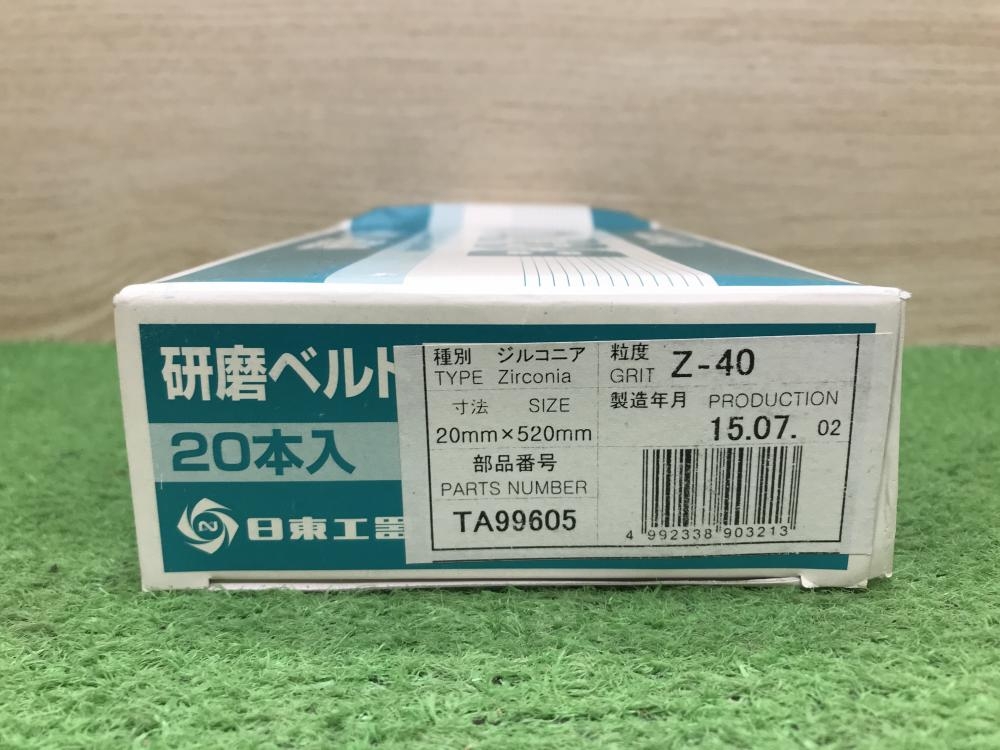 研磨ベルト
20本入
日東工器
種別 ジルコニア
TYPE Zirconia
粒度 Z-40
GRIT
寸法 SIZE
20mm×520mm
製造年月 PRODUCTION
15.07. 02
部品番号
PARTS NUMBER
TA99605
4 992338 903213